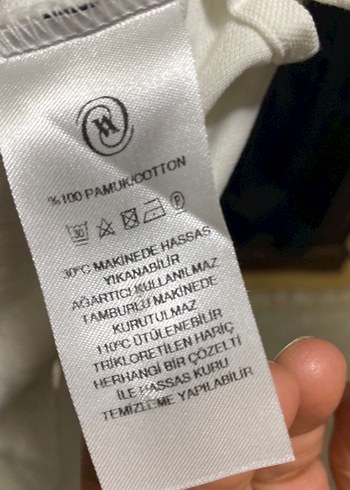 %100 PAMUK/COTTON
30
P
30°C MAKİNEDE HASSAS
YIKANABİLİR
AĞARTICI KULLANILMAZ
TAMBURLU MAKİNEDE
KURUTULMAZ
110°C ÜTÜLENEBİLİR
TRİKLORETİLEN HARİÇ
HERHANGİ BİR ÇÖZELTİ
İLE HASSAS KURU
TEMİZLEME YAPILABİLİR